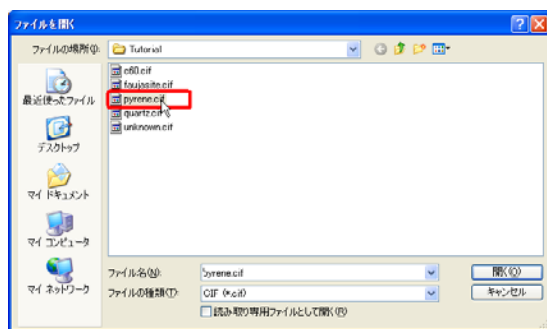 ファイルを開く
ファイルの場所(I):
Tutorial
最近使ったファイル
デスクトップ
マイ ドキュメント
マイ コンピュータ
マイ ネットワーク
c60.cif
faujasite.cif
pyrene.cif
quartz.cif
unknown.cif
ファイル名(N):
pyrene.cif
開く(O)
ファイルの種類(T):
CIF (*.cif)
キャンセル
読み取り専用ファイルとして開く(R)